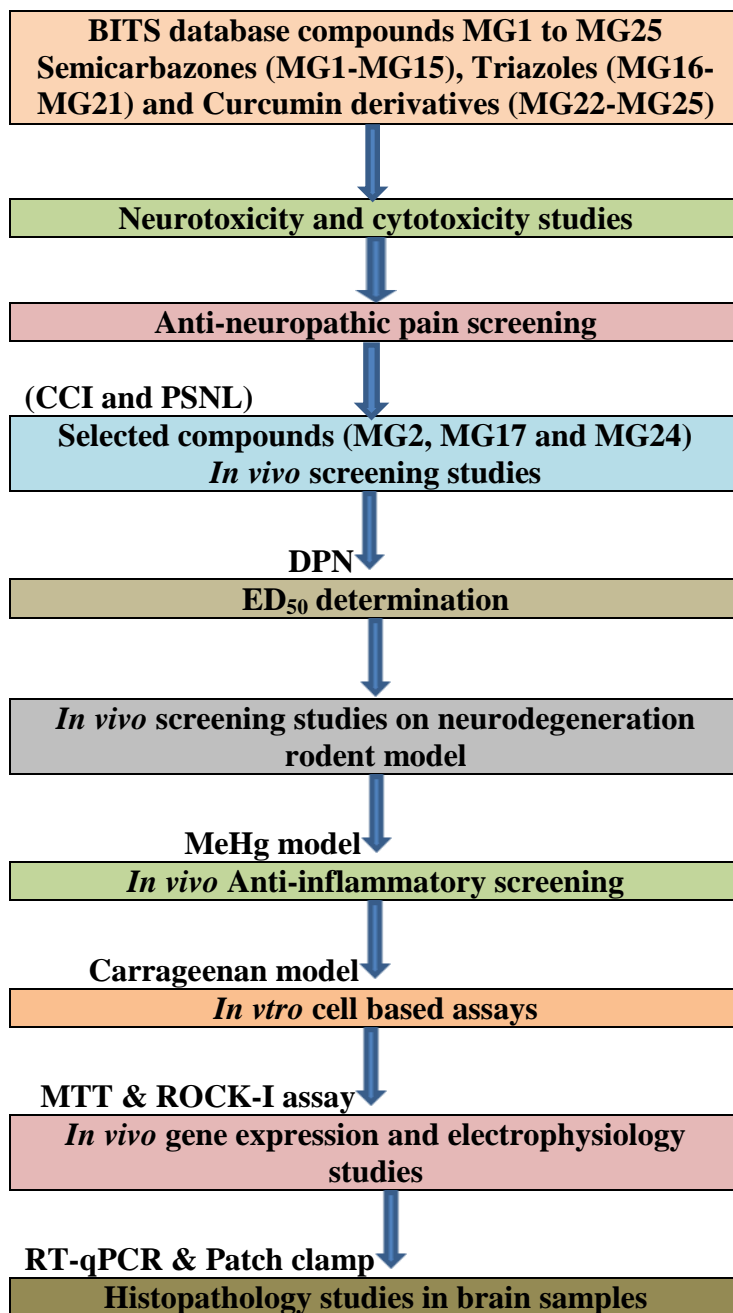 BITS database compounds MG1 to MG25
Semicarbazones (MG1-MG15), Triazoles (MG16-
MG21) and Curcumin derivatives (MG22-MG25)
Neurotoxicity and cytotoxicity studies
Anti-neuropathic pain screening
(CCI and PSNL)
Selected compounds (MG2, MG17 and MG24)
In vivo screening studies
DPN
ED₅₀ determination
In vivo screening studies on neurodegeneration
rodent model
MeHg model
In vivo Anti-inflammatory screening
Carrageenan model
In vtro cell based assays
MTT & ROCK-I assay
In vivo gene expression and electrophysiology
studies
RT-qPCR & Patch clamp
Histopathology studies in brain samples